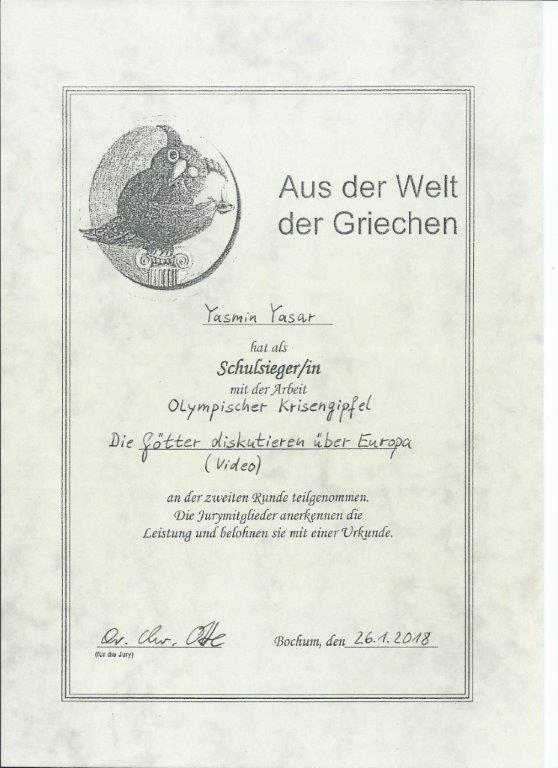 Aus der Welt
der Griechen
Yasmin Yasar
hat als
Schulsieger/in
mit der Arbeit
Olympischer Krisengipfel
Die Götter diskutieren über Europa
(Video)
an der zweiten Runde teilgenommen.
Die Jurymitglieder anerkennen die
Leistung und belohnen sie mit einer Urkunde.
Dr. Chr. Otte
(für die Jury)
Bochum, den 26.1.2018